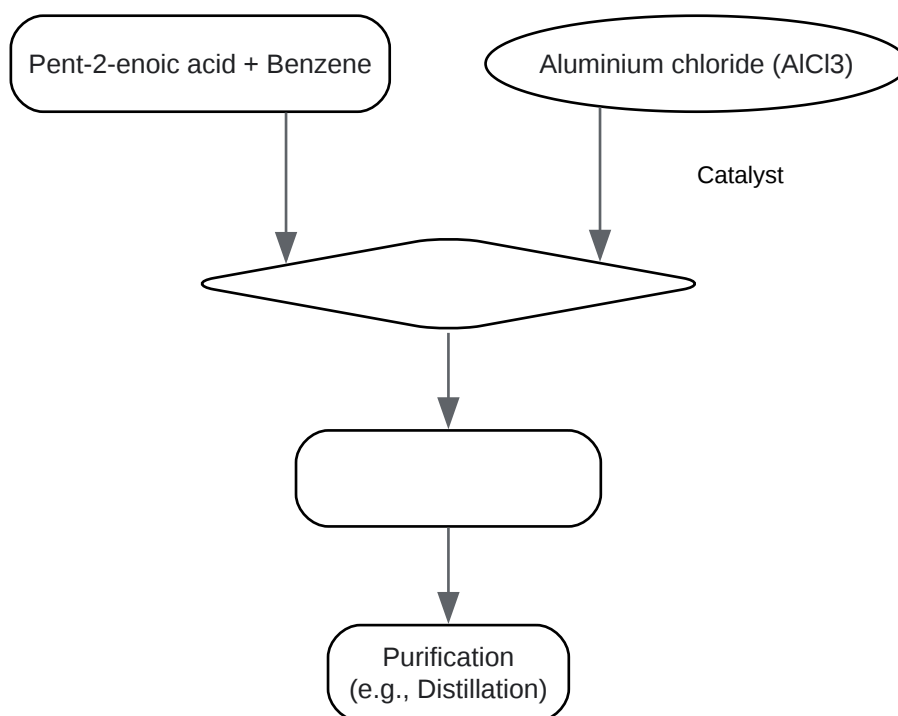 Pent-2-enoic acid + Benzene
Aluminium chloride (AlCl3)
Catalyst
Purification
(e.g., Distillation)